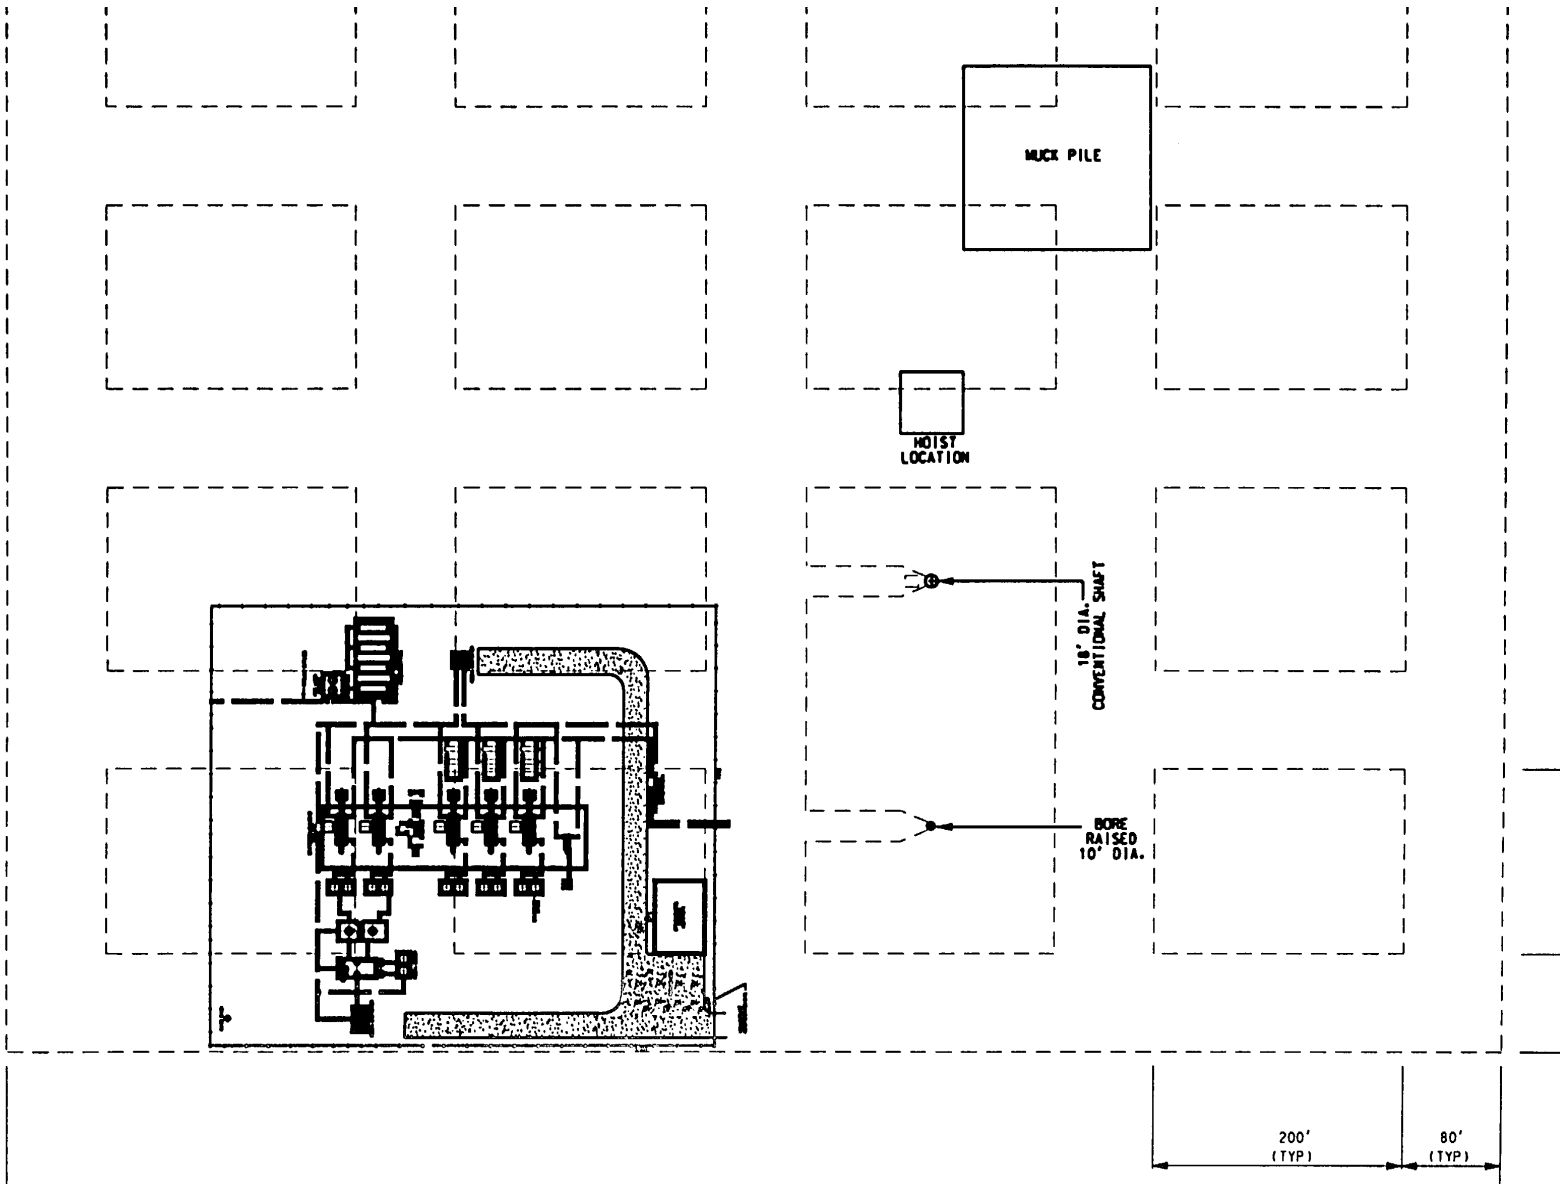 MUCK PILE
HOIST
LOCATION
18' DIA.
CONVENTIONAL SHAFT
BORE
RAISED
10' DIA.
200'
(TYP)
80'
(TYP)